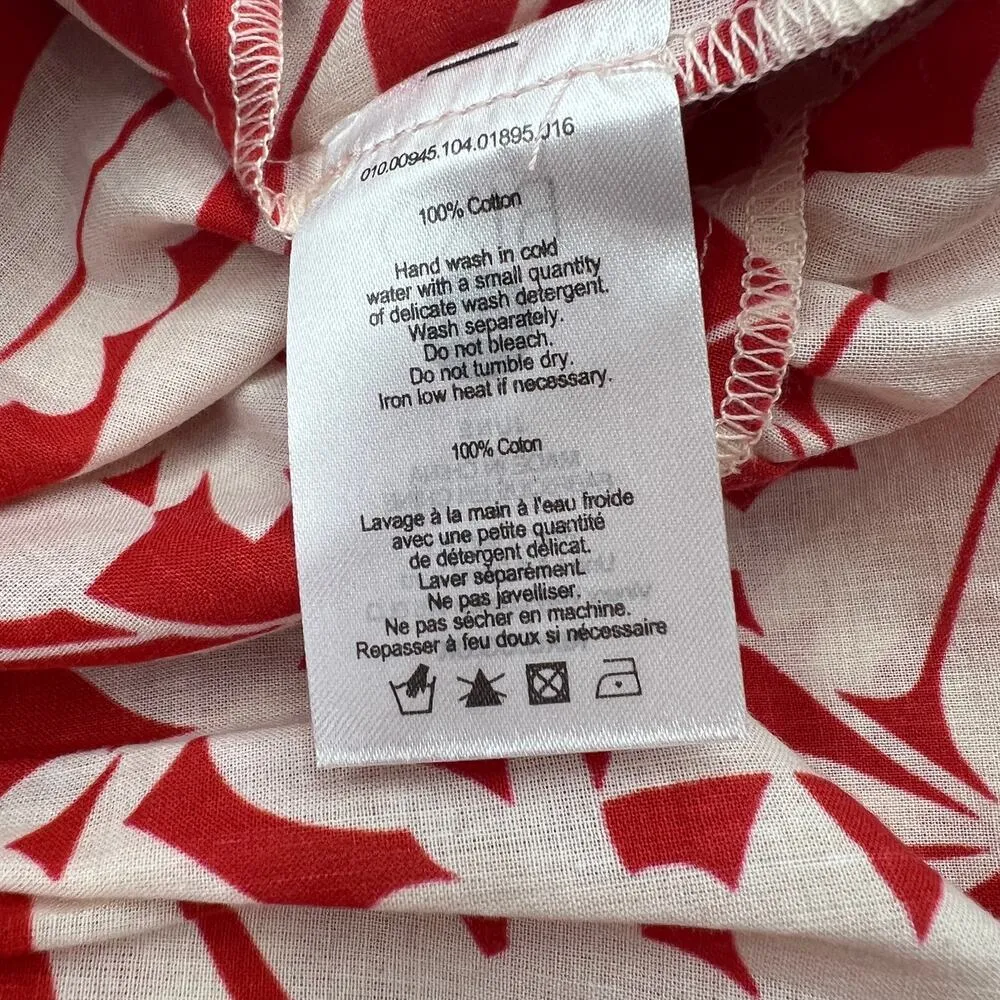 010.00945.104.01895.J16
100% Cotton
Hand wash in cold
water with a small quantity
of delicate wash detergent.
Wash separately.
Do not bleach.
Do not tumble dry.
Iron low heat if necessary.
100% Coton
Lavage à la main à l'eau froide
avec une petite quantité
de détergent délicat.
Laver séparément.
Ne pas javelliser.
Ne pas sécher en machine.
Repasser à feu doux si nécessaire